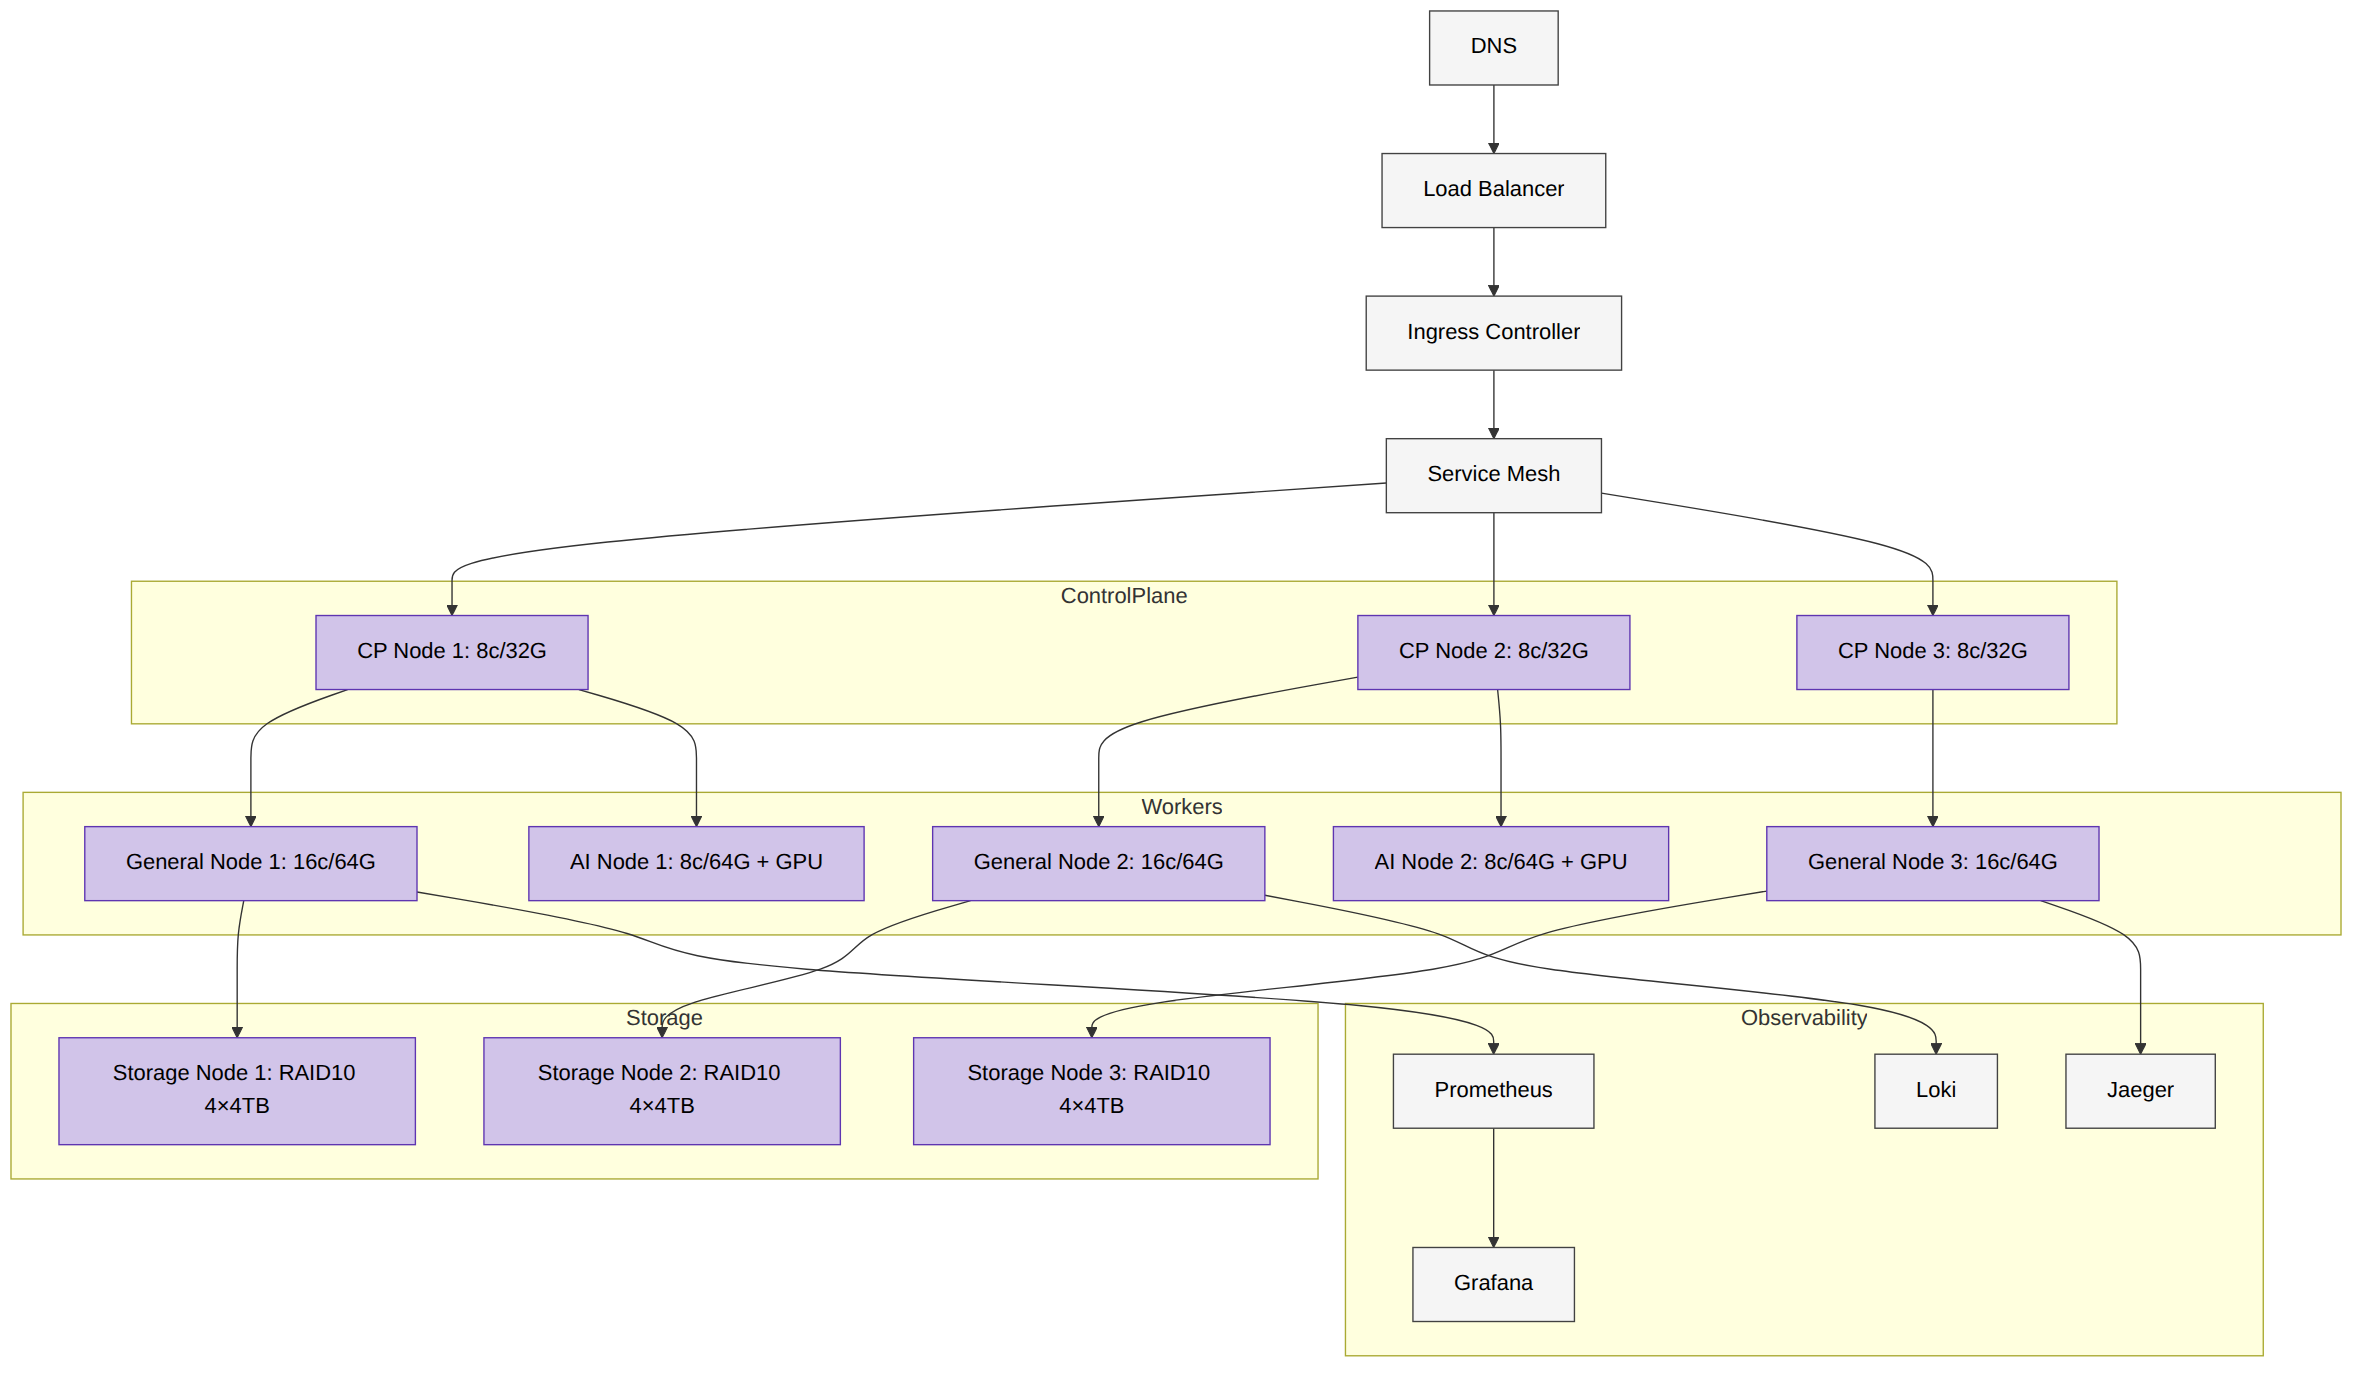 DNS
Load Balancer
Ingress Controller
Service Mesh
ControlPlane
CP Node 1: 8c/32G
CP Node 2: 8c/32G
CP Node 3: 8c/32G
Workers
General Node 1: 16c/64G
AI Node 1: 8c/64G + GPU
General Node 2: 16c/64G
AI Node 2: 8c/64G + GPU
General Node 3: 16c/64G
Storage
Storage Node 1: RAID10
4×4TB
Storage Node 2: RAID10
4×4TB
Storage Node 3: RAID10
4×4TB
Observability
Prometheus
Loki
Jaeger
Grafana